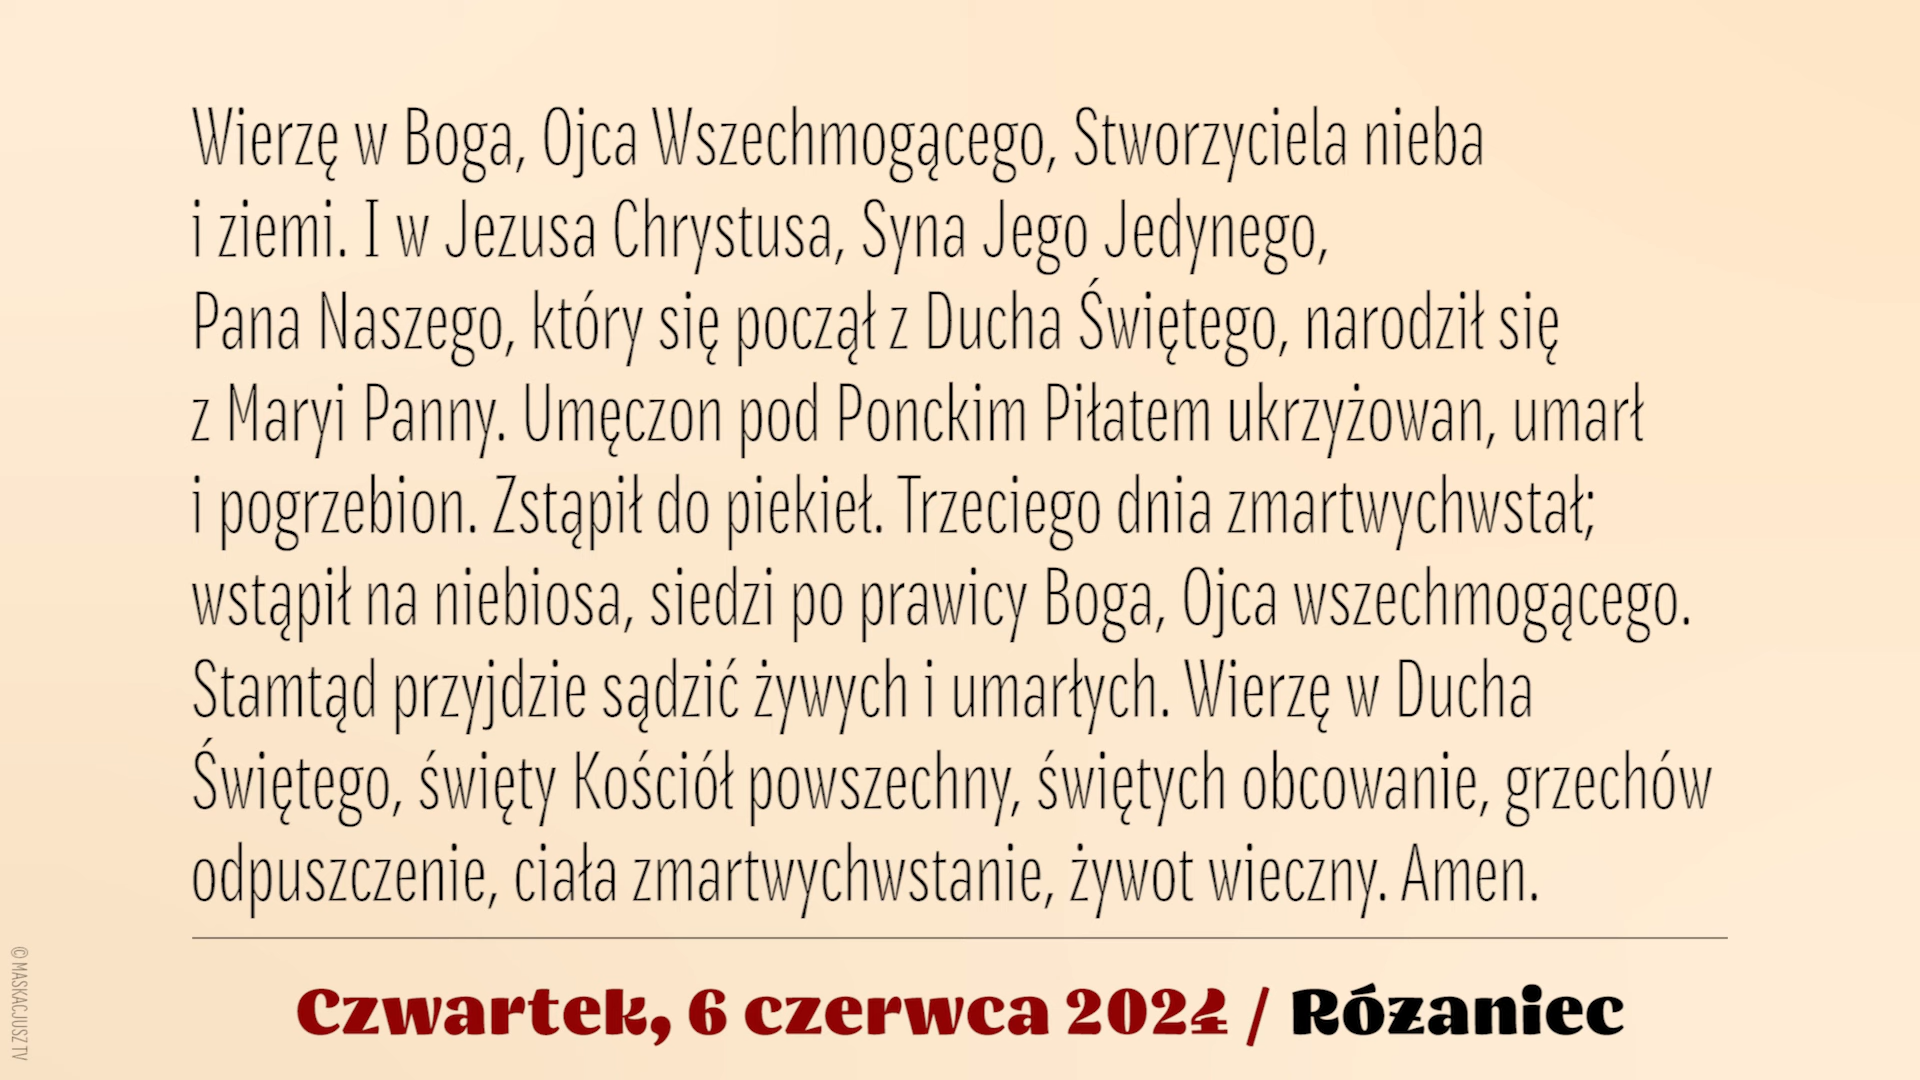 Wierzę w Boga, Ojca Wszechmogącego, Stworzyciela nieba
i ziemi. I w Jezusa Chrystusa, Syna Jego Jedynego,
Pana Naszego, który się począł z Ducha Świętego, narodził się
z Maryi Panny. Umęczon pod Ponckim Piłatem ukrzyżowan, umarł
i pogrzebion. Zstąpił do piekieł. Trzeciego dnia zmartwychwstał;
wstąpił na niebiosa, siedzi po prawicy Boga, Ojca wszechmogącego.
Stamtąd przyjdzie sądzić żywych i umarłych. Wierzę w Ducha
Świętego, święty Kościół powszechny, świętych obcowanie, grzechów
odpuszczenie, ciała zmartwychwstanie, żywot wieczny. Amen.
Czwartek, 6 czerwca 2024 / Różaniec
© MASKACJUSZ TV